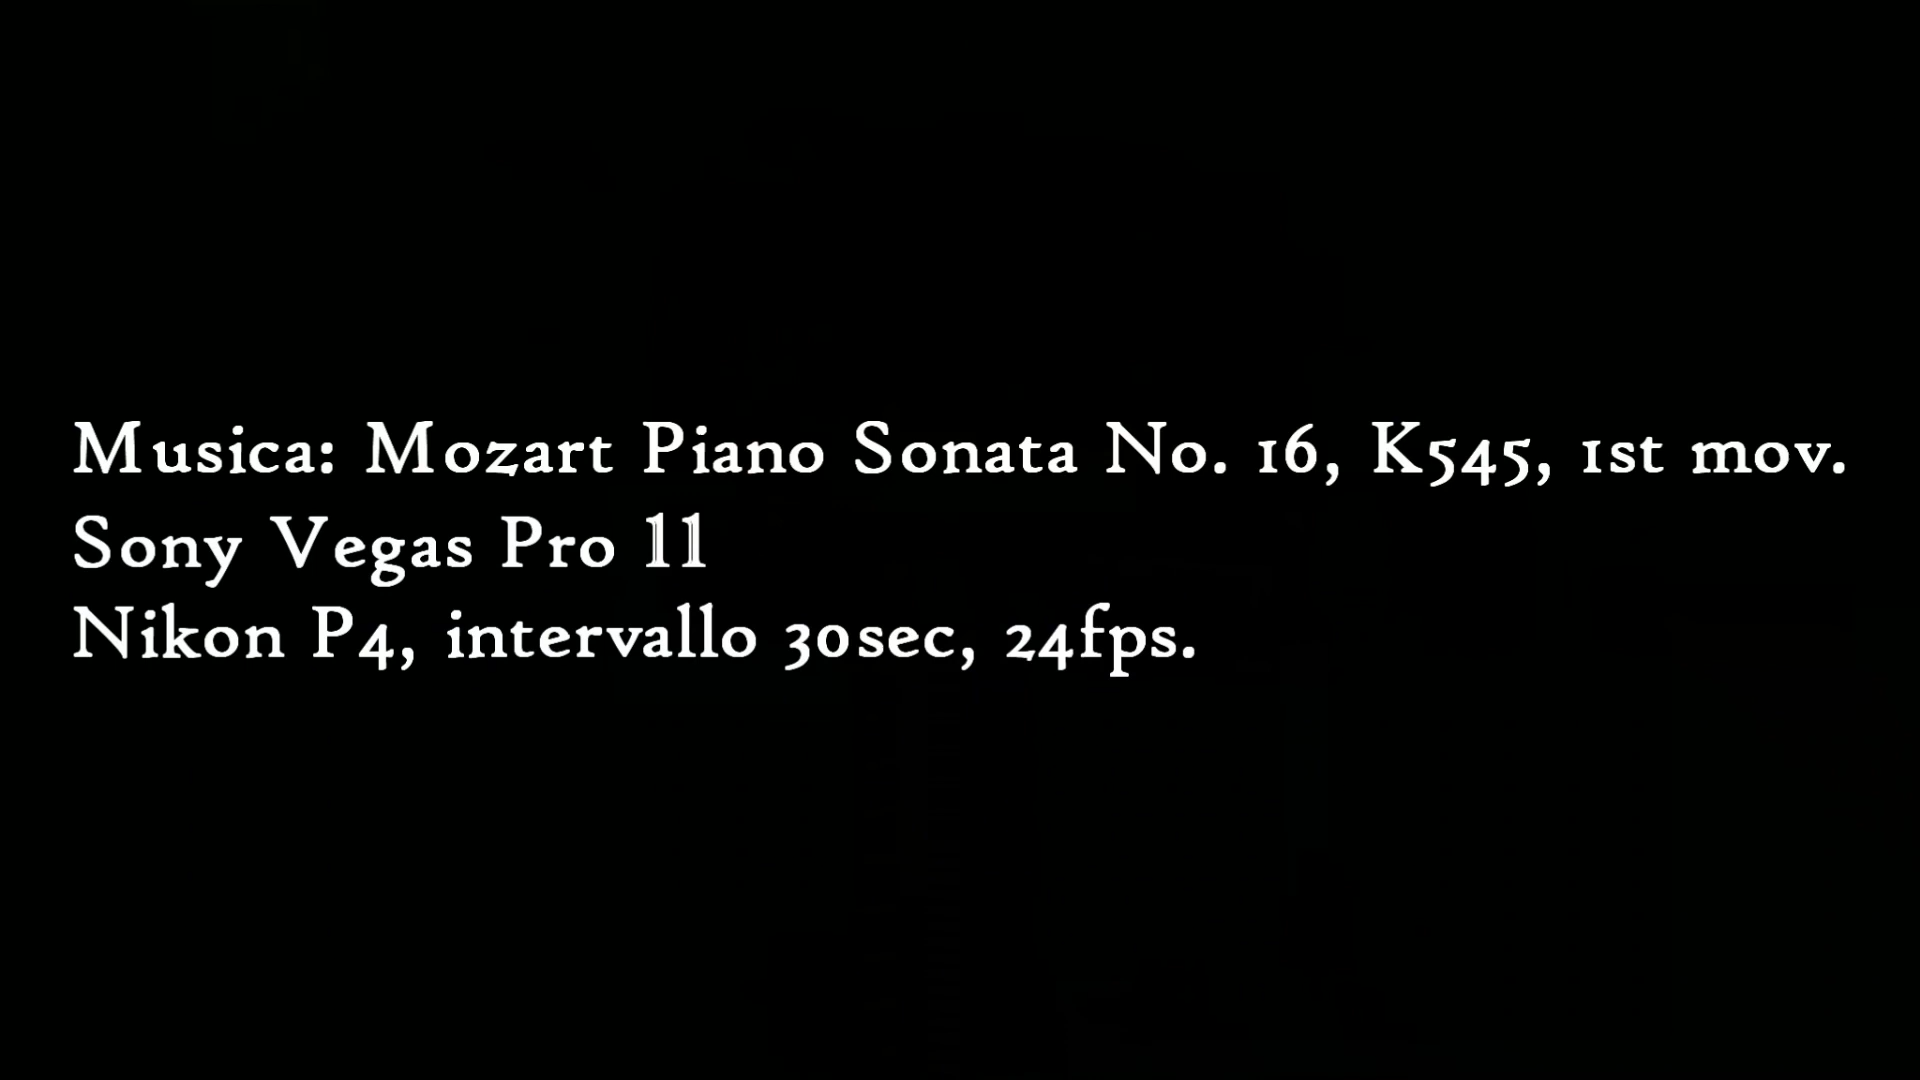 Musica: Mozart Piano Sonata No. 16, K545, 1st mov.
Sony Vegas Pro 11
Nikon P4, intervallo 30sec, 24fps.